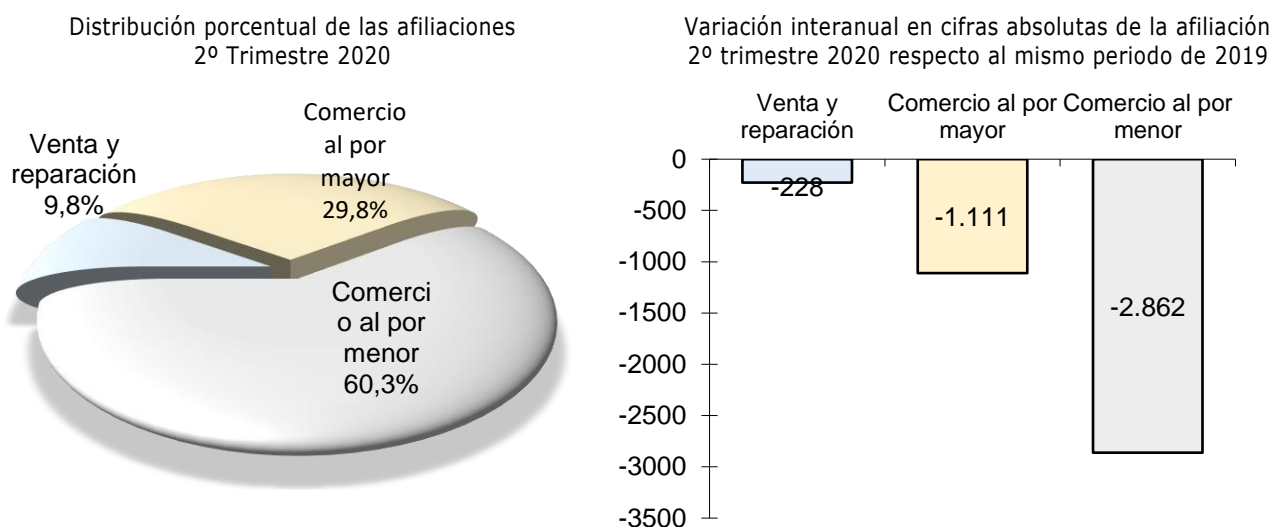 Distribución porcentual de las afiliaciones
2º Trimestre 2020
Comercio
al por
mayor
29,8%
Venta y
reparación
9,8%
Comerci
o al por
menor
60,3%
Variación interanual en cifras absolutas de la afiliación
2º trimestre 2020 respecto al mismo periodo de 2019
Venta y
reparación
Comercio al por
mayor
Comercio al por
menor
0
-500
-1000
-1500
-2000
-2500
-3000
-3500
-228
-1.111
-2.862